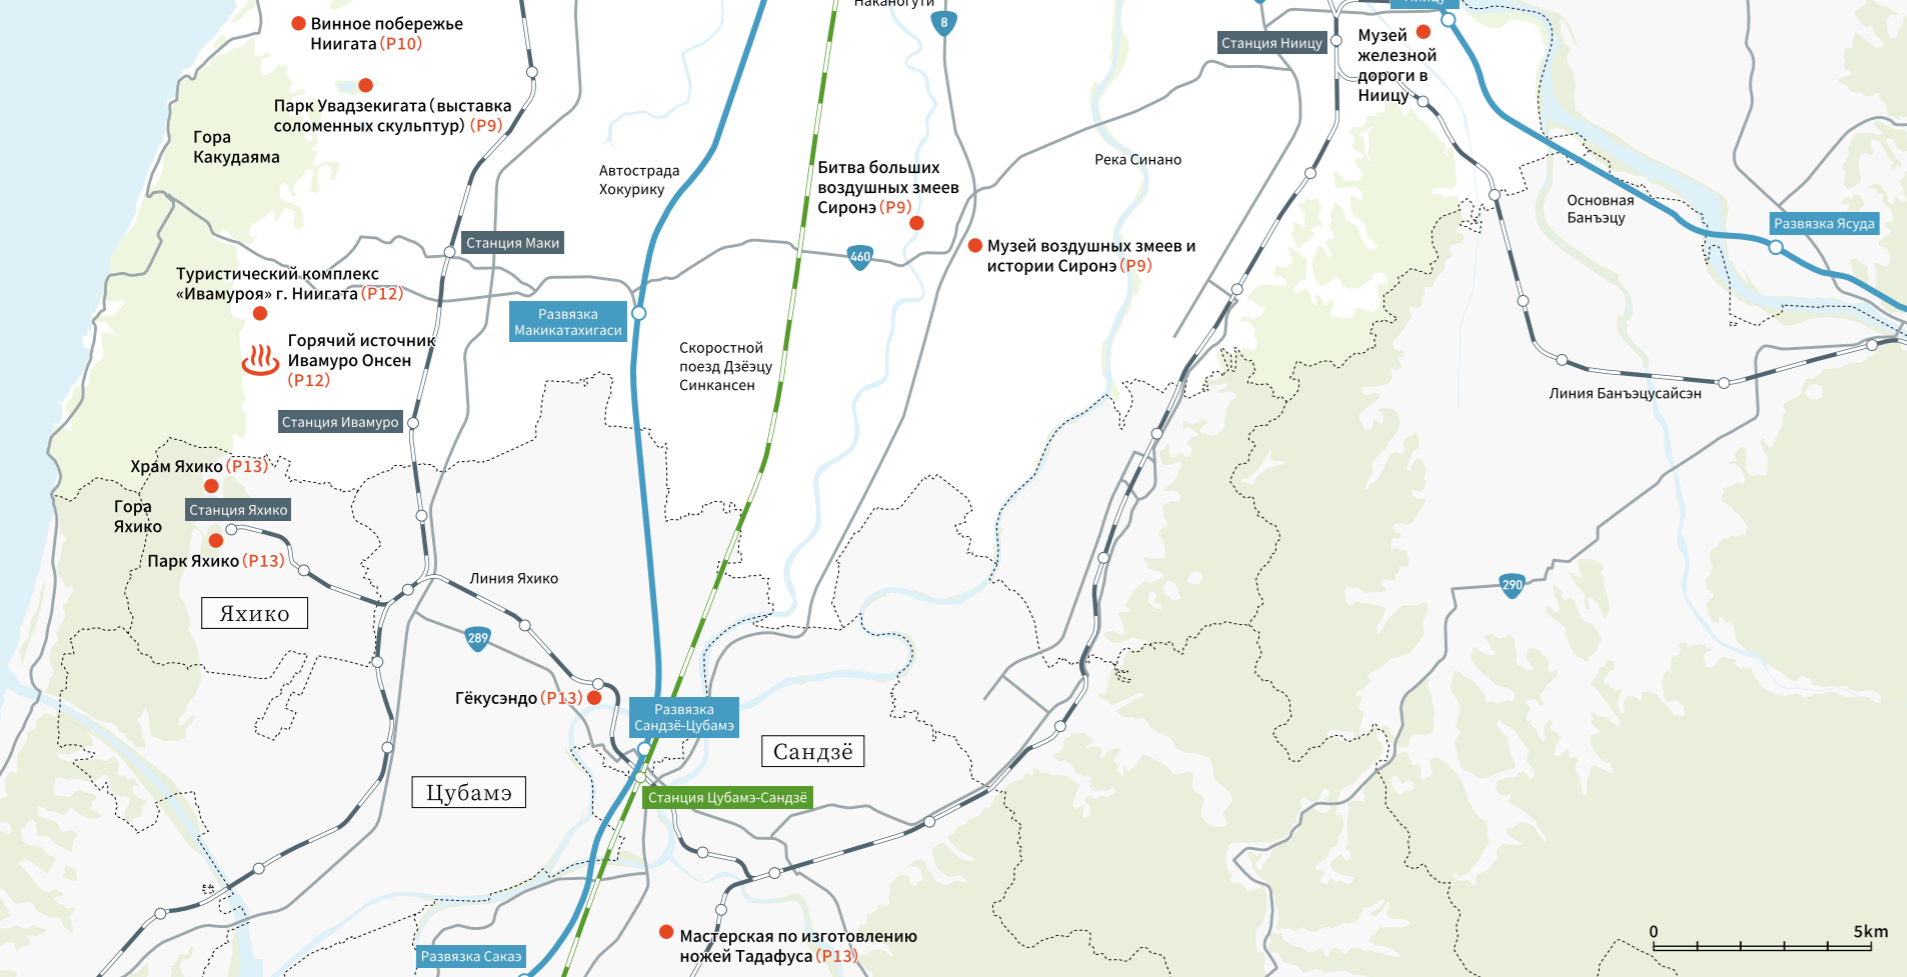 Наканогути
8
Ниицу
Винное побережье
Ниигата (P10)
Станция Ниицу
Музей
железной
дороги в
Ниицу
Парк Увадзекигата (выставка
соломенных скульптур) (P9)
Гора
Какудаяма
Автострада
Хокурику
Битва больших
воздушных змеев
Сиронэ (P9)
Река Синано
Основная
Банъэцу
Развязка Ясуда
Станция Маки
460
Музей воздушных змеев и
истории Сиронэ (P9)
Туристический комплекс
«Ивамуроя» г. Ниигата (P12)
Развязка
Макикатахигаси
Горячий источник
Ивамуро Онсен
(P12)
Скоростной
поезд Дзёэцу
Синкансен
Линия Банъэцусайсэн
Станция Ивамуро
Храм Яхико (P13)
Гора
Яхико
Станция Яхико
Парк Яхико (P13)
Линия Яхико
290
Яхико
289
Гёкусэндо (P13)
Развязка
Сандзё-Цубамэ
Сандзё
Цубамэ
Станция Цубамэ-Сандзё
Мастерская по изготовлению
ножей Тадафуса (P13)
Развязка Сакаэ
0 5km